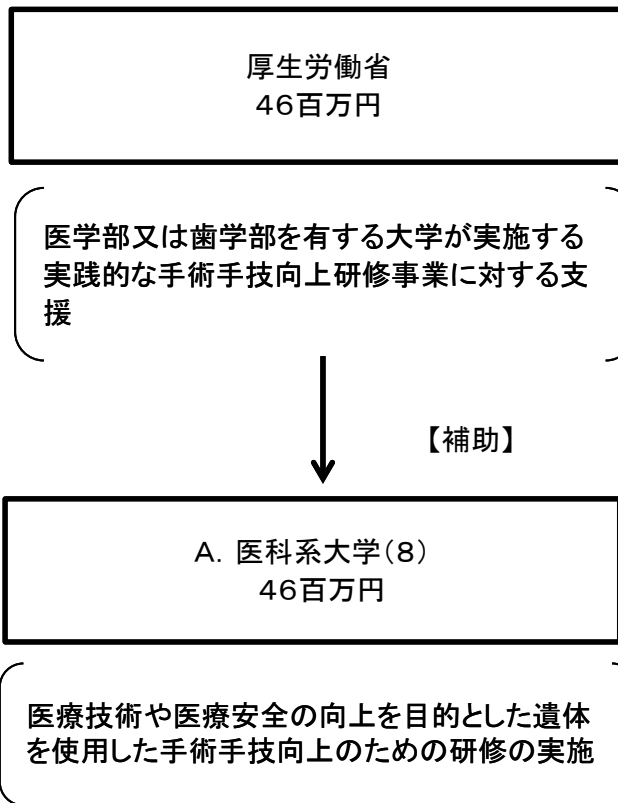 厚生労働省
46百万円
医学部又は歯学部を有する大学が実施する
実践的な手術手技向上研修事業に対する支
援
【補助】
A．医科系大学（8）
46百万円
医療技術や医療安全の向上を目的とした遺体
を使用した手術手技向上のための研修の実施